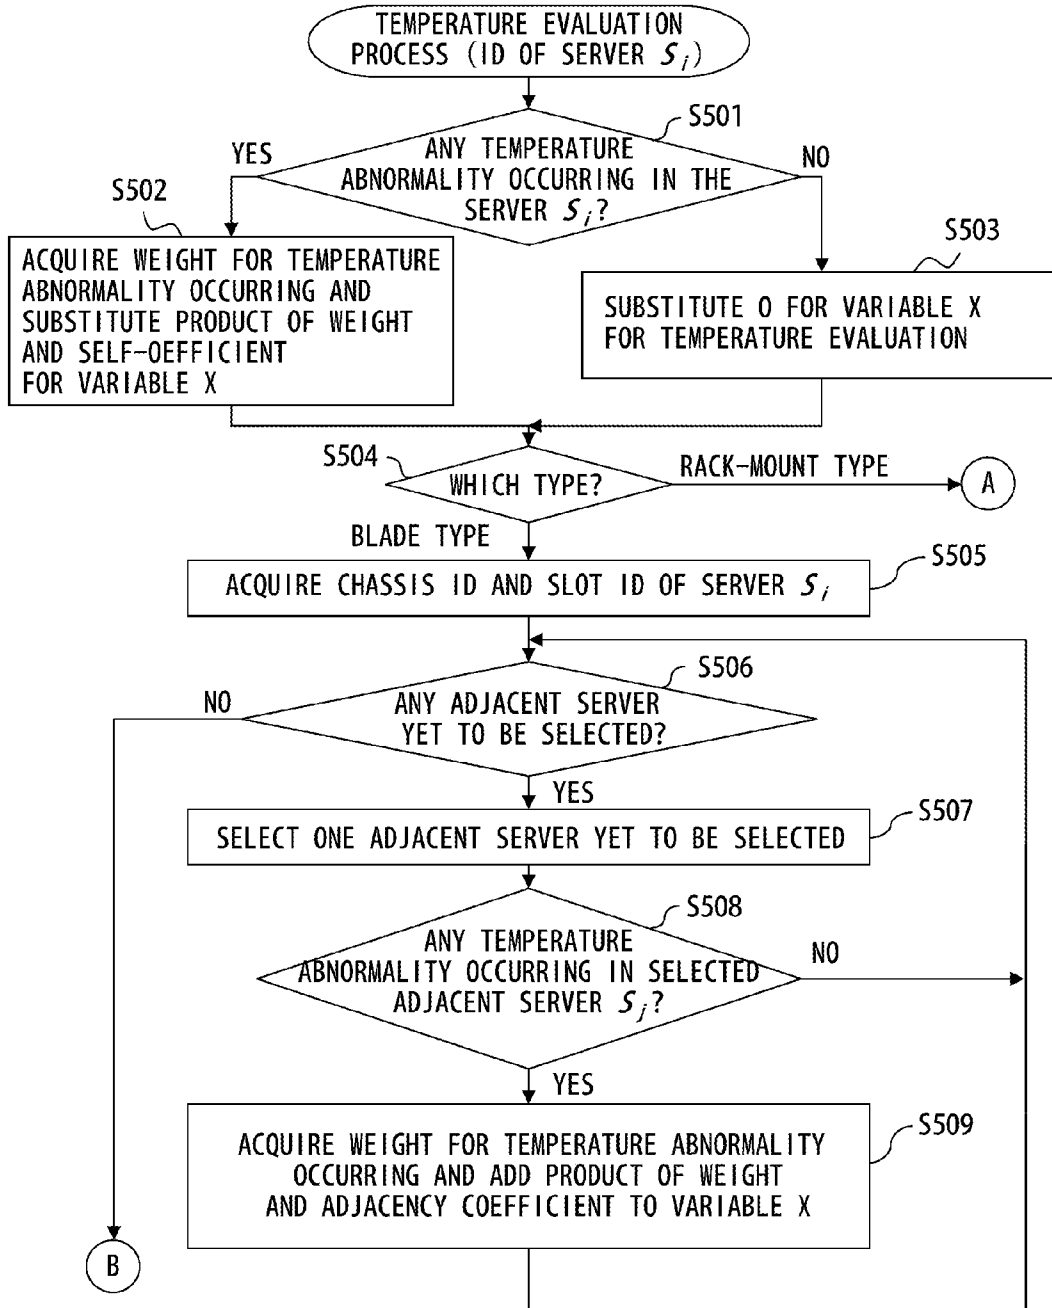 TEMPERATURE EVALUATION
PROCESS (ID OF SERVER Si)
S501
YES
ANY TEMPERATURE
ABNORMALITY OCCURRING IN THE
SERVER Si?
NO
S502
ACQUIRE WEIGHT FOR TEMPERATURE
ABNORMALITY OCCURRING AND
SUBSTITUTE PRODUCT OF WEIGHT
AND SELF-OEFFICIENT
FOR VARIABLE X
S503
SUBSTITUTE 0 FOR VARIABLE X
FOR TEMPERATURE EVALUATION
S504
WHICH TYPE?
RACK-MOUNT TYPE
A
BLADE TYPE
S505
ACQUIRE CHASSIS ID AND SLOT ID OF SERVER Si
S506
NO
ANY ADJACENT SERVER
YET TO BE SELECTED?
YES
S507
SELECT ONE ADJACENT SERVER YET TO BE SELECTED
S508
ANY TEMPERATURE
ABNORMALITY OCCURRING IN SELECTED
ADJACENT SERVER Sj?
NO
YES
S509
ACQUIRE WEIGHT FOR TEMPERATURE ABNORMALITY
OCCURRING AND ADD PRODUCT OF WEIGHT
AND ADJACENCY COEFFICIENT TO VARIABLE X
B